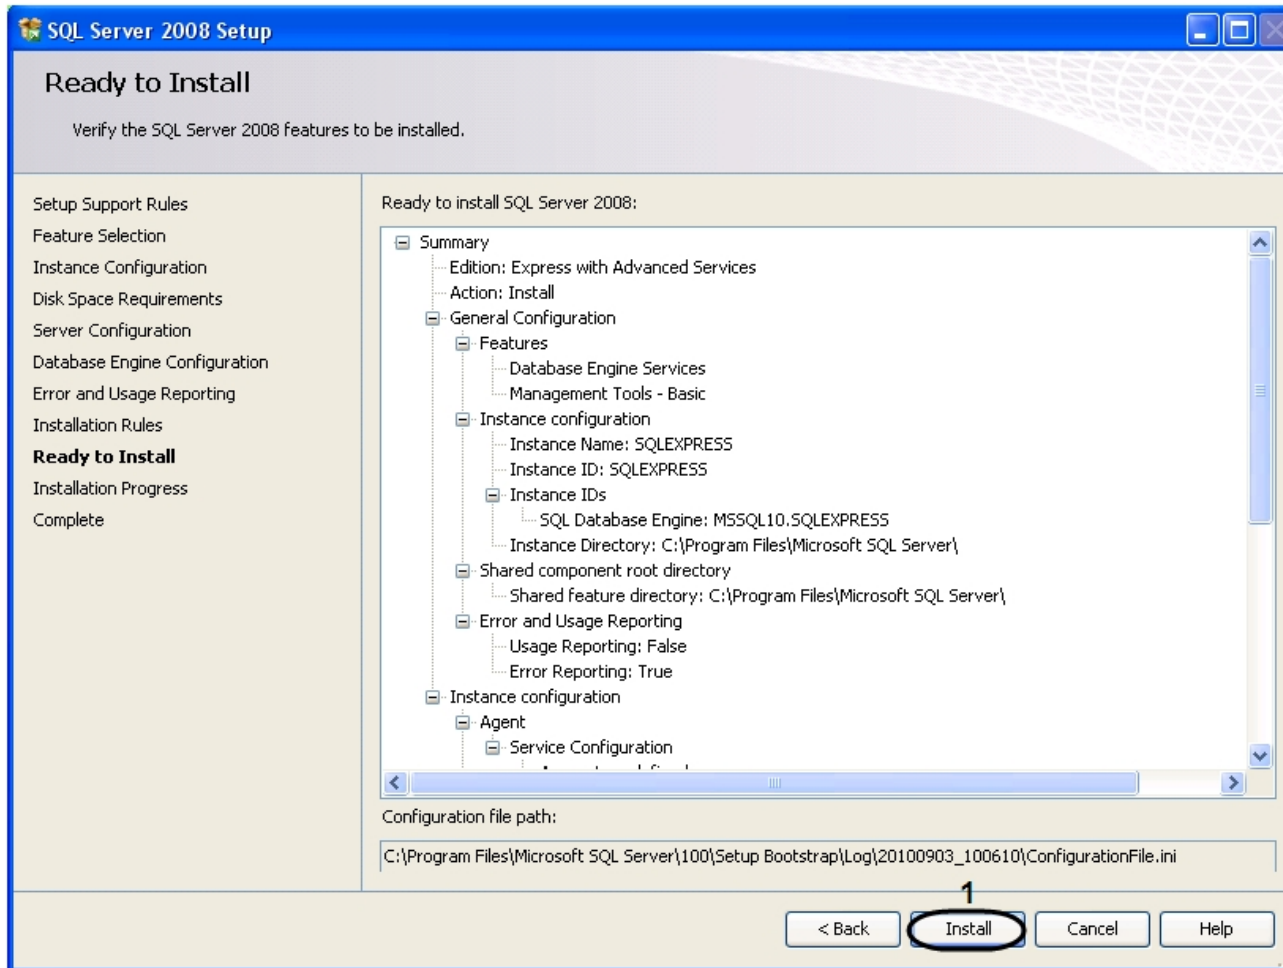 SQL Server 2008 Setup
Ready to Install
Verify the SQL Server 2008 features to be installed.
Setup Support Rules
Feature Selection
Instance Configuration
Disk Space Requirements
Server Configuration
Database Engine Configuration
Error and Usage Reporting
Installation Rules
Ready to Install
Installation Progress
Complete
Ready to install SQL Server 2008:
Summary
Edition: Express with Advanced Services
Action: Install
General Configuration
Features
Database Engine Services
Management Tools - Basic
Instance configuration
Instance Name: SQLEXPRESS
Instance ID: SQLEXPRESS
Instance IDs
SQL Database Engine: MSSQL10.SQLEXPRESS
Instance Directory: C:\Program Files\Microsoft SQL Server\
Shared component root directory
Shared feature directory: C:\Program Files\Microsoft SQL Server\
Error and Usage Reporting
Usage Reporting: False
Error Reporting: True
Instance configuration
Agent
Service Configuration
Configuration file path:
C:\Program Files\Microsoft SQL Server\100\Setup Bootstrap\Log\20100903_100610\ConfigurationFile.ini
1
< Back Install Cancel Help